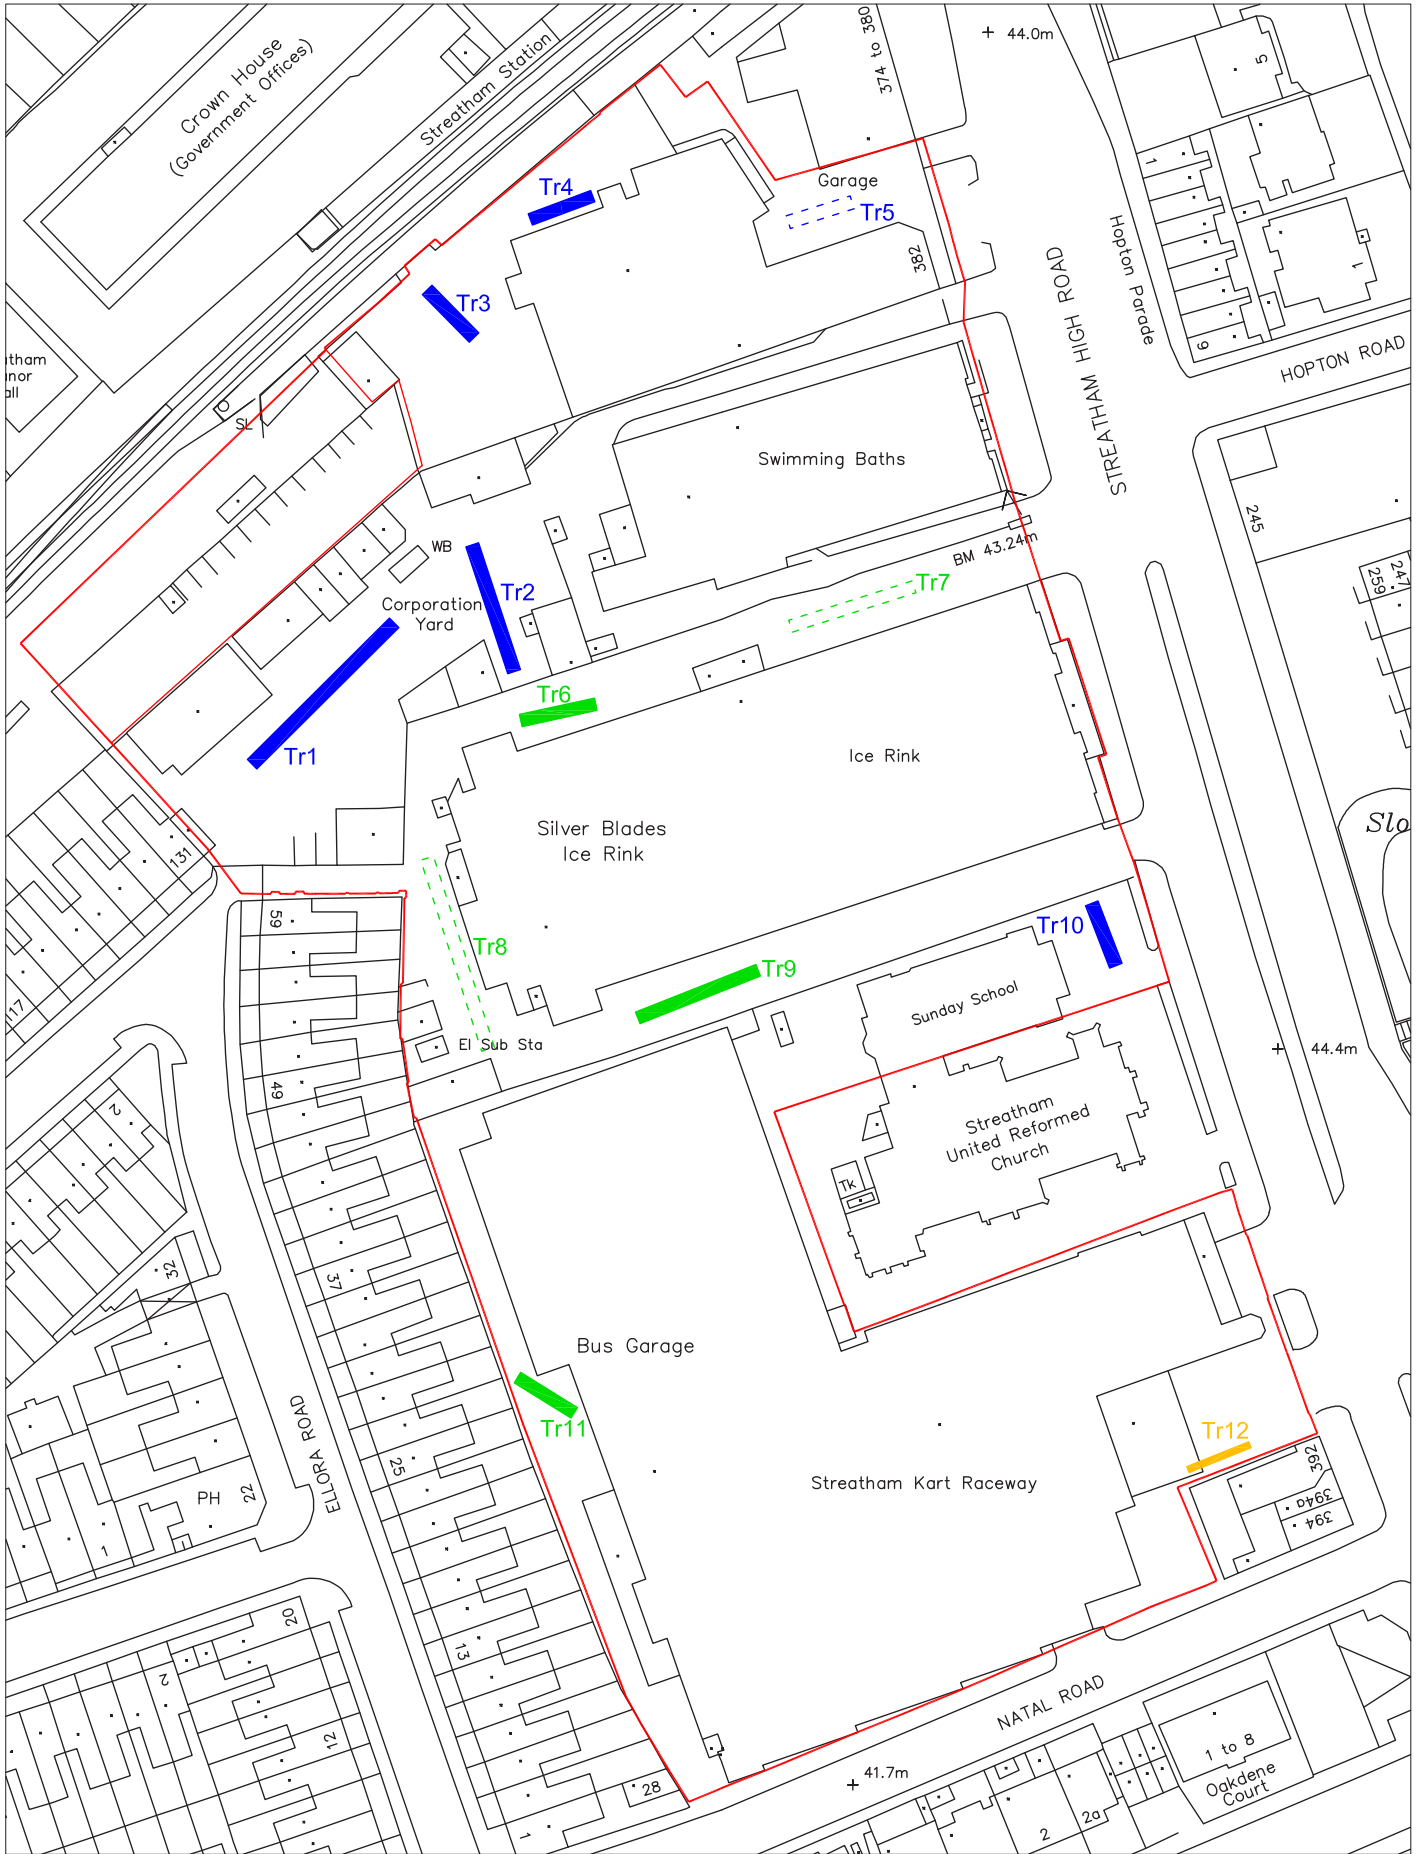 Crown House
(Government Offices)
Streatham Station
374 to 380
44.0m
5
1
Hopton Parade
1
9
HOPTON ROAD
STREATHAM HIGH ROAD
Tr4
Garage
Tr5
382
Tr3
SL
Swimming Baths
BM 43.24m
245
247
259
WB
Corporation
Yard
Tr2
Tr7
Tr6
Tr1
Ice Rink
Silver Blades
Ice Rink
Slo
131
117
59
49
37
25
13
1
28
Tr8
Tr9
Tr10
El Sub Sta
Sunday School
44.4m
Streatham
United Reformed
Church
Tk
2
32
Bus Garage
Tr11
Tr12
Streatham Kart Raceway
392
394a
394
ELLORA ROAD
PH
22
1
20
2
12
NATAL ROAD
41.7m
1 to 8
Oakdene
Court
2
2a